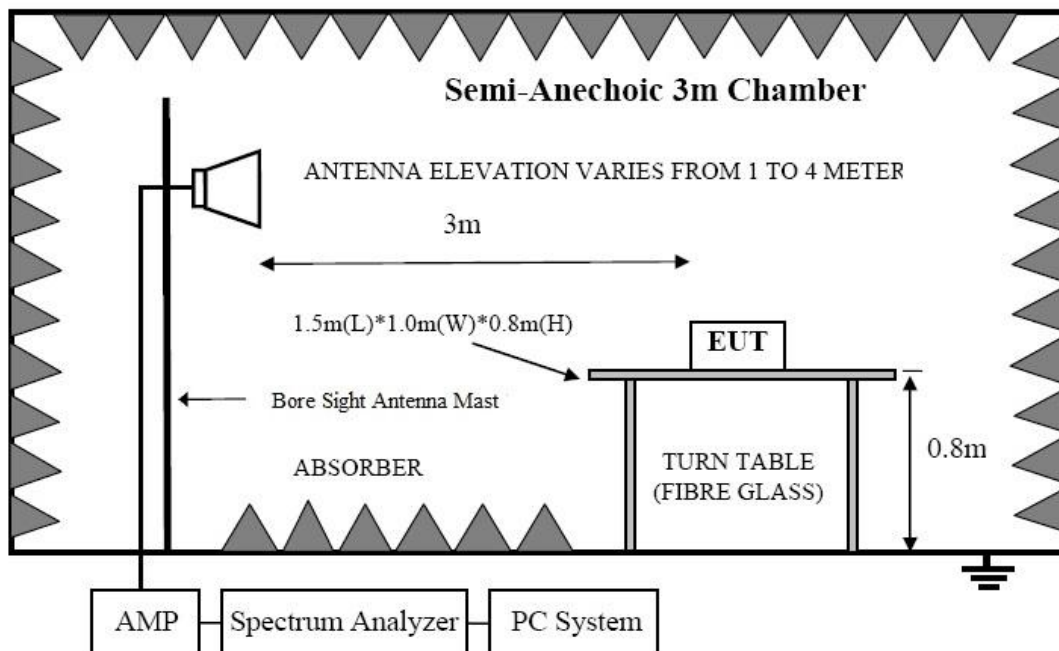 Semi-Anechoic 3m Chamber
ANTENNA ELEVATION VARIES FROM 1 TO 4 METER
3m
1.5m(L)*1.0m(W)*0.8m(H)
EUT
Bore Sight Antenna Mast
ABSORBER
TURN TABLE
(FIBRE GLASS)
0.8m
AMP
Spectrum Analyzer
PC System